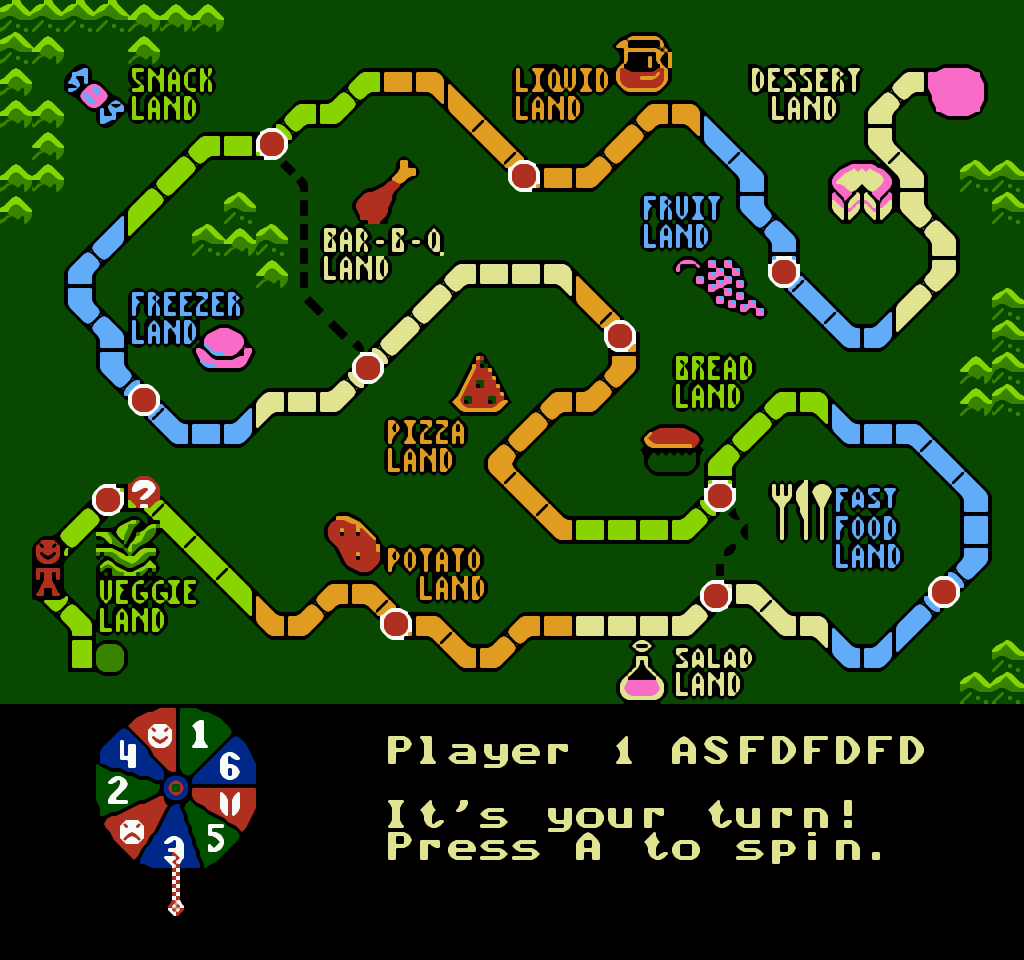 SNACK
LAND
LIQUID
LAND
DESSERT
LAND
BAR-B-Q
LAND
FRUIT
LAND
FREEZER
LAND
BREAD
LAND
PIZZA
LAND
?
FAST
FOOD
LAND
POTATO
LAND
VEGGIE
LAND
SALAD
LAND
1
4
6
2
5
3
Player 1 ASFDFDFD
It's your turn!
Press A to spin.